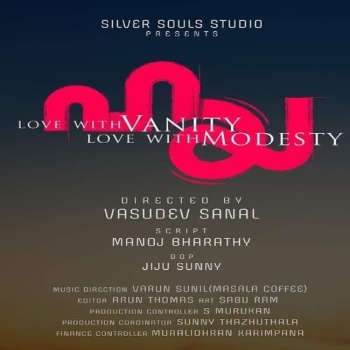 SILVER SOULS STUDIO
PRESENTS
LOVE WITH VANITY
LOVE WITH MODESTY
DIRECTED BY
VASUDEV SANAL
SCRIPT
MANOJ BHARATHY
DOP
JIJU SUNNY
MUSIC DIRECTION VARUN SUNIL(MASALA COFFEE)
EDITOR ARUN THOMAS ART SABU RAM
PRODUCTION CONTROLLER S MURUKAN
PRODUCTION CORDINATOR SUNNY THAZHUTHALA
FINANCE CONTROLLER MURALIDHRAN KARIMPANA